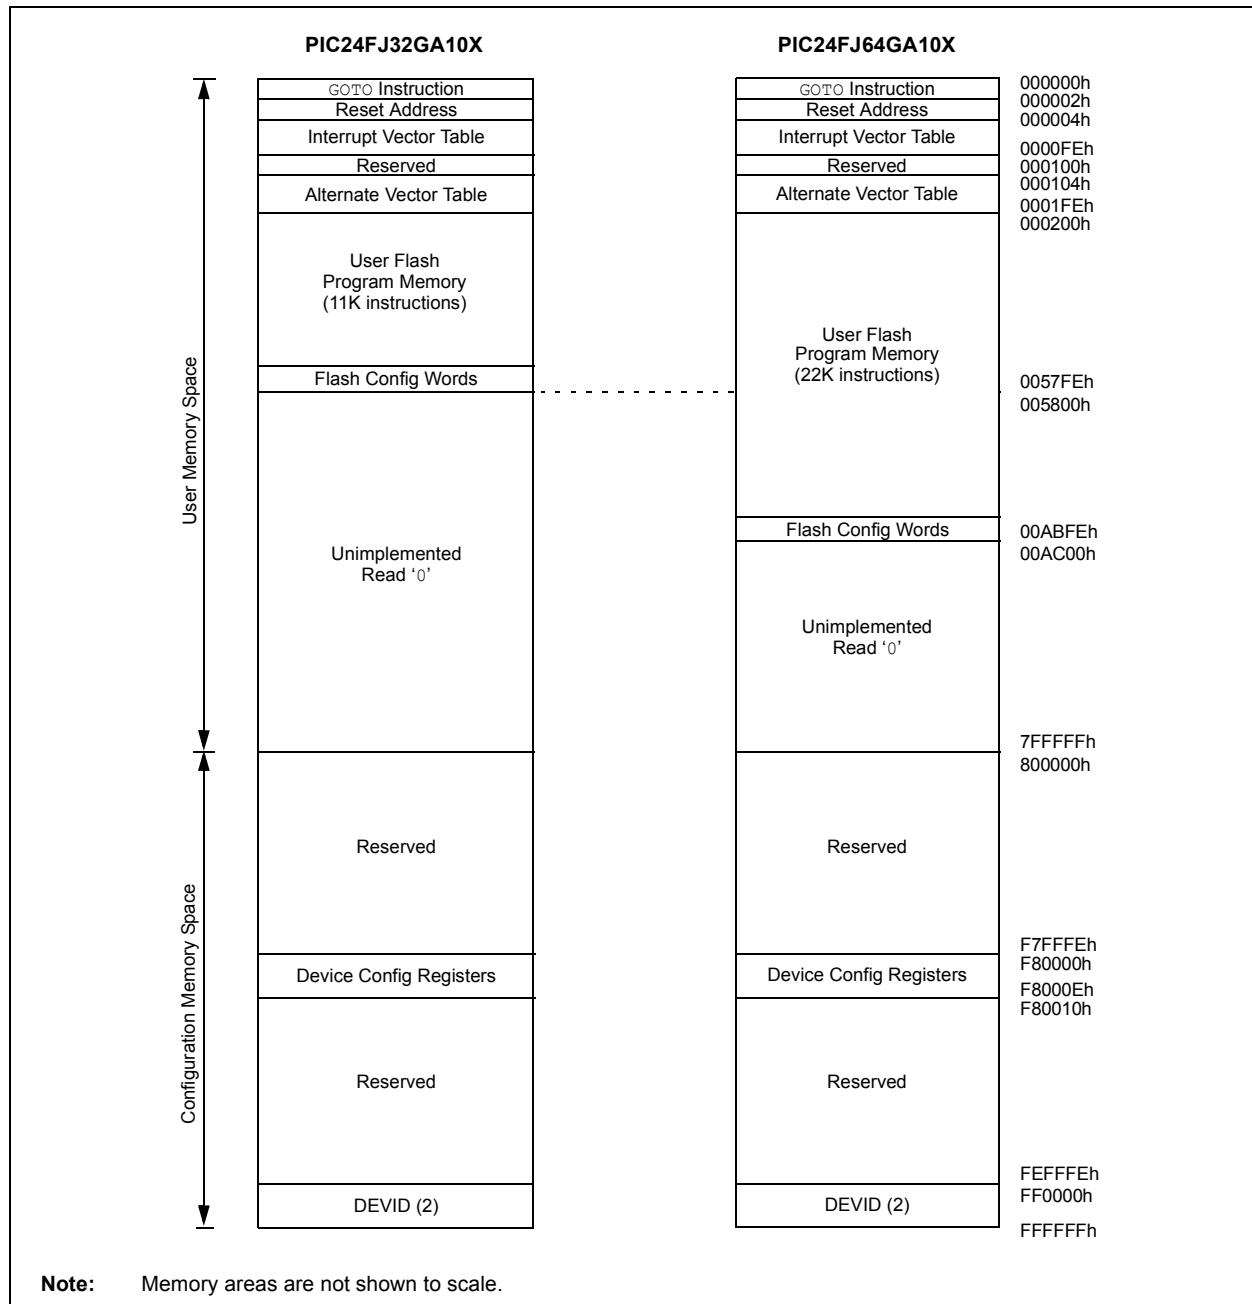 PIC24FJ32GA10X
PIC24FJ64GA10X
User Memory Space
Configuration Memory Space
GOTO Instruction
Reset Address
Interrupt Vector Table
Reserved
Alternate Vector Table
User Flash
Program Memory
(11K instructions)
Flash Config Words
Unimplemented
Read ‘0’
Reserved
Device Config Registers
Reserved
DEVID (2)
GOTO Instruction
Reset Address
Interrupt Vector Table
Reserved
Alternate Vector Table
User Flash
Program Memory
(22K instructions)
Flash Config Words
Unimplemented
Read ‘0’
Reserved
Device Config Registers
Reserved
DEVID (2)
000000h
000002h
000004h
0000FEh
000100h
000104h
0001FEh
000200h
0057FEh
005800h
00ABFEh
00AC00h
7FFFFFh
800000h
F7FFFEh
F80000h
F8000Eh
F80010h
FEFFFEh
FF0000h
FFFFFFh
Note: Memory areas are not shown to scale.